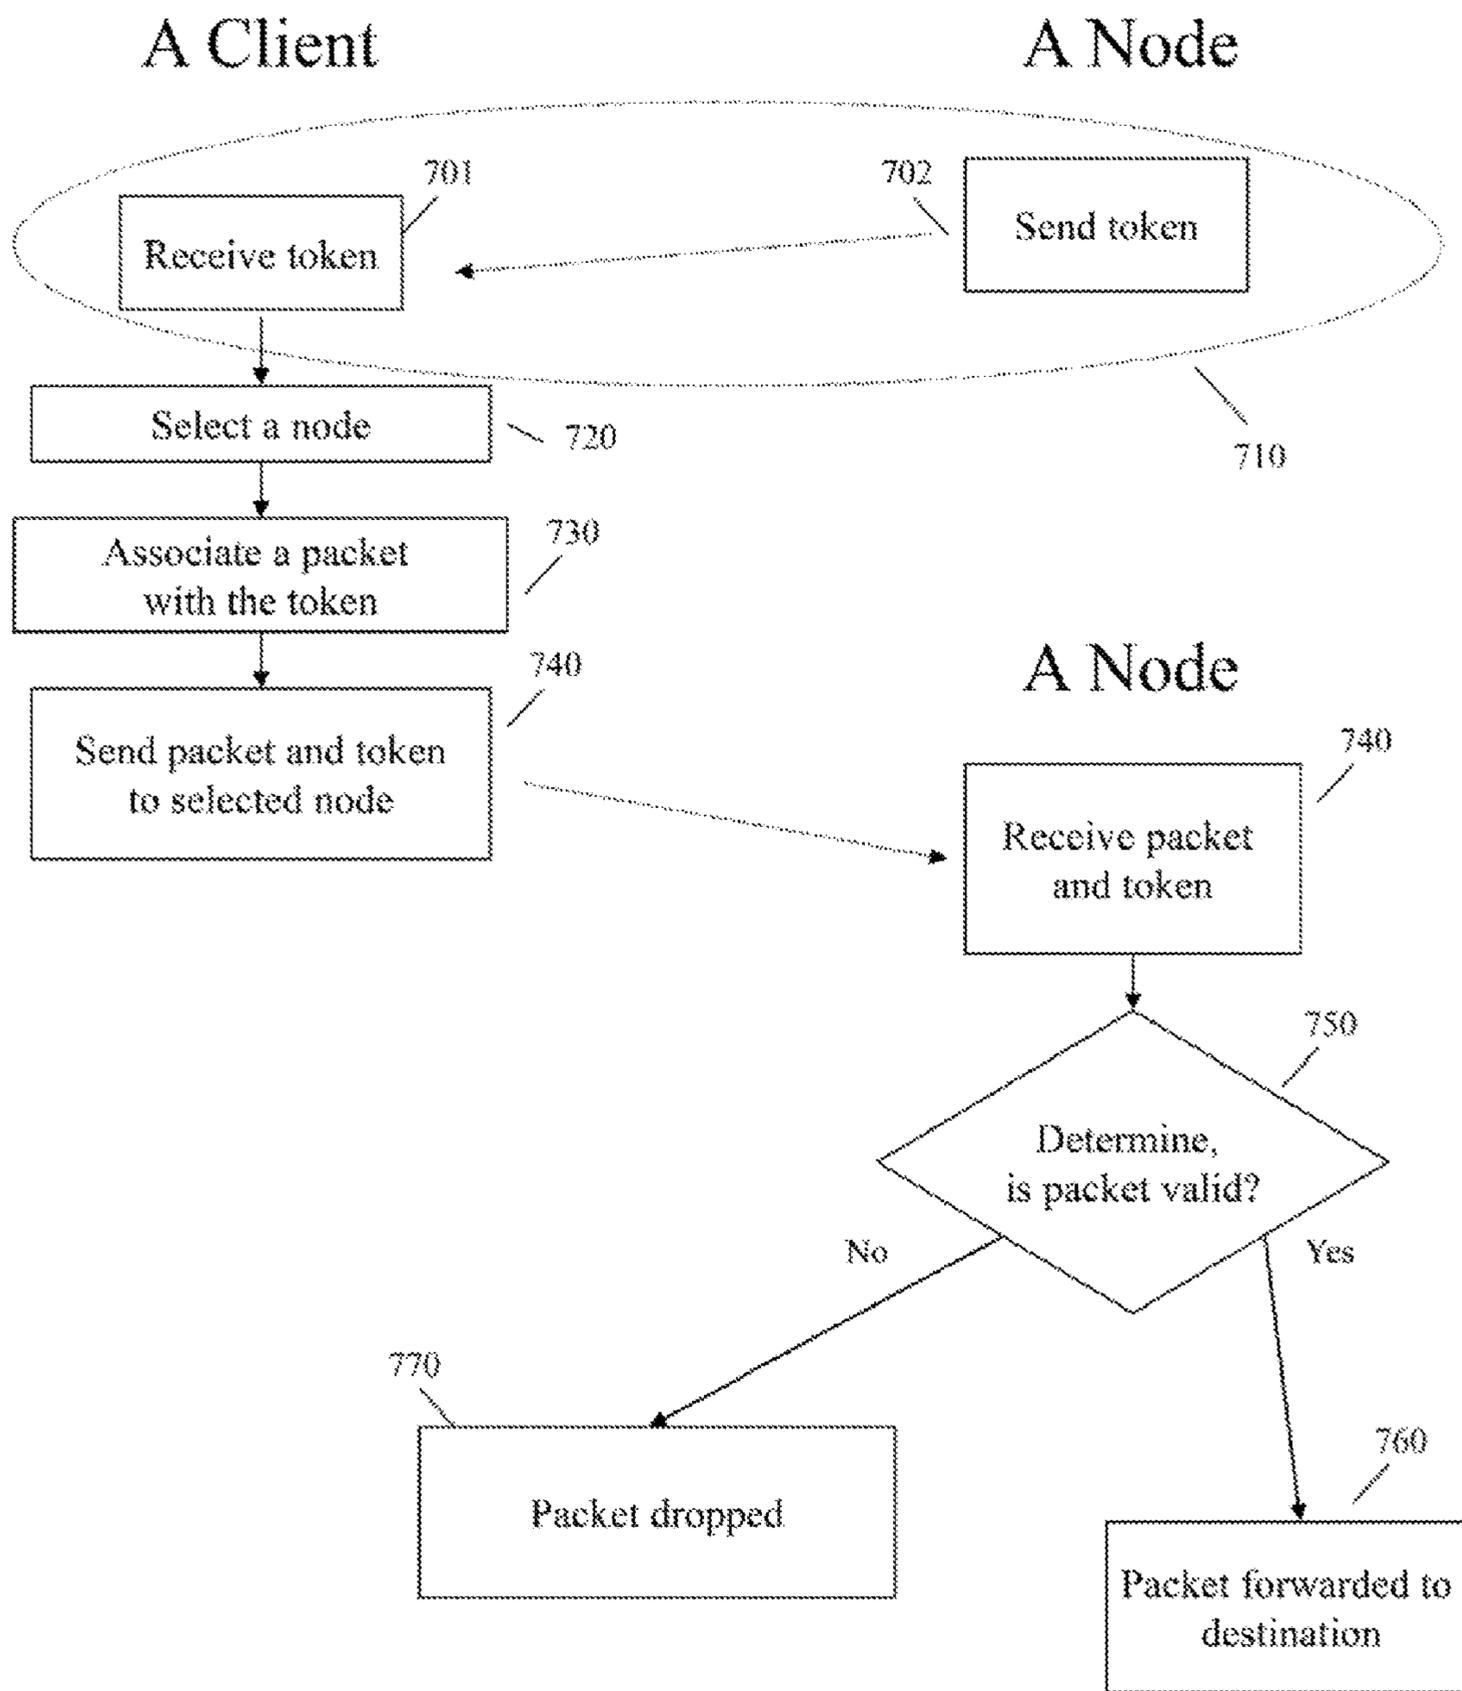 A Client
A Node
701
702
Receive token
Send token
Select a node
720
710
730
Associate a packet
with the token
740
A Node
Send packet and token
to selected node
740
Receive packet
and token
750
Determine,
is packet valid?
No
Yes
770
760
Packet dropped
Packet forwarded to
destination